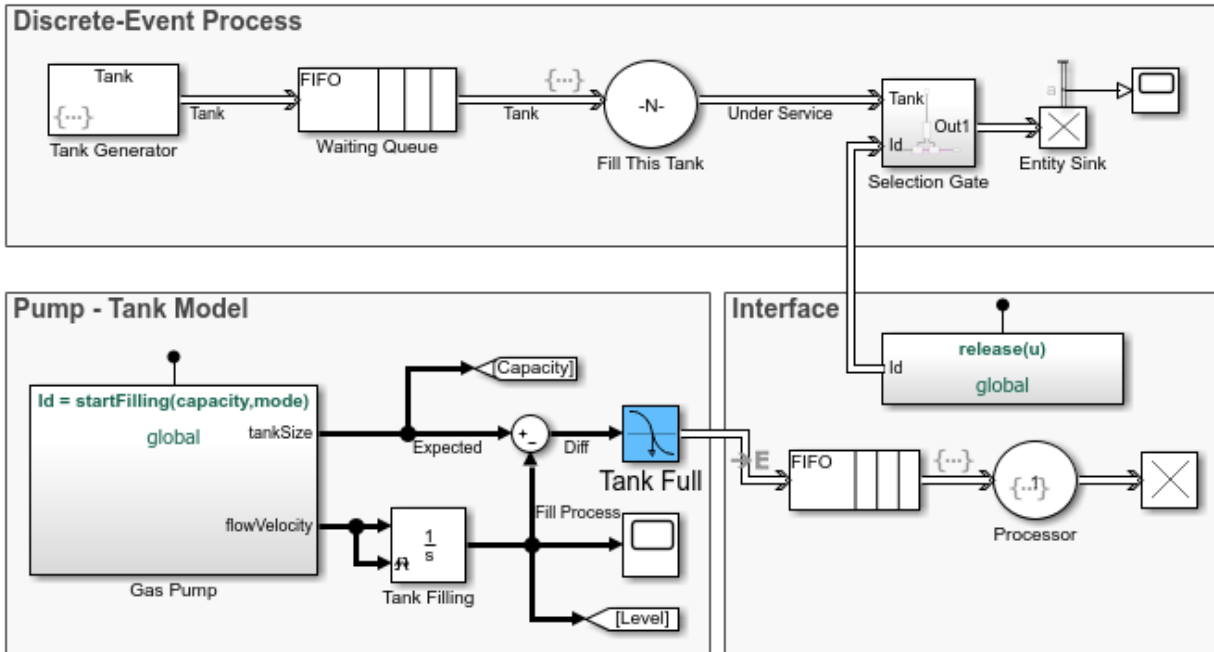 Discrete-Event Process
Tank
{...}
Tank Generator
Tank
FIFO
Waiting Queue
{...}
Tank
-N-
Fill This Tank
Under Service
Tank
Id
Out1
Selection Gate
a
Entity Sink
Pump - Tank Model
Id = startFilling(capacity,mode)
global
tankSize
flowVelocity
Gas Pump
[Capacity]
Expected
+
-
Diff
Tank Full
1
s
Tank Filling
Fill Process
[Level]
Interface
release(u)
Id
global
E
FIFO
{...}
{..1}
Processor